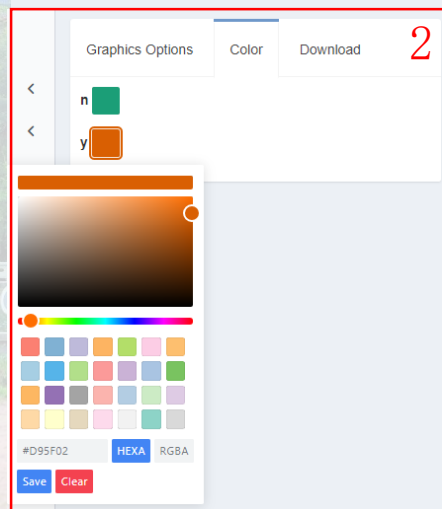 Graphics Options Color Download 2
n
y
#D95F02 HEXA RGBA
Save Clear